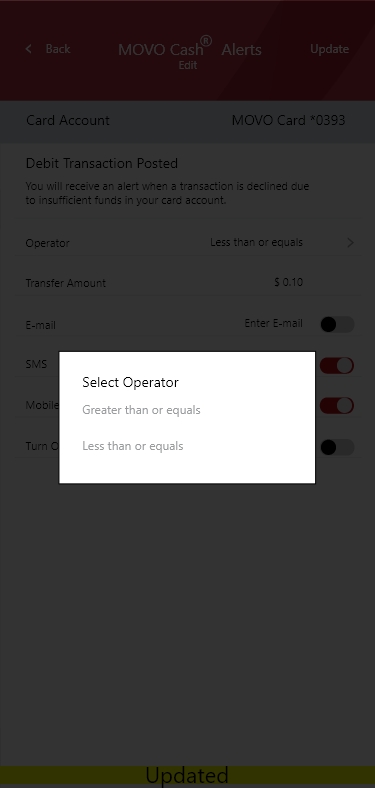 Back
MOVO Cash® Alerts
Update
Edit
Card Account
MOVO Card *0393
Debit Transaction Posted
You will receive an alert when a transaction is declined due
to insufficient funds in your card account.
Operator
Less than or equals
Transfer Amount
$ 0.10
E-mail
Enter E-mail
SMS
Select Operator
Mobile
Greater than or equals
Turn O
Less than or equals
Updated